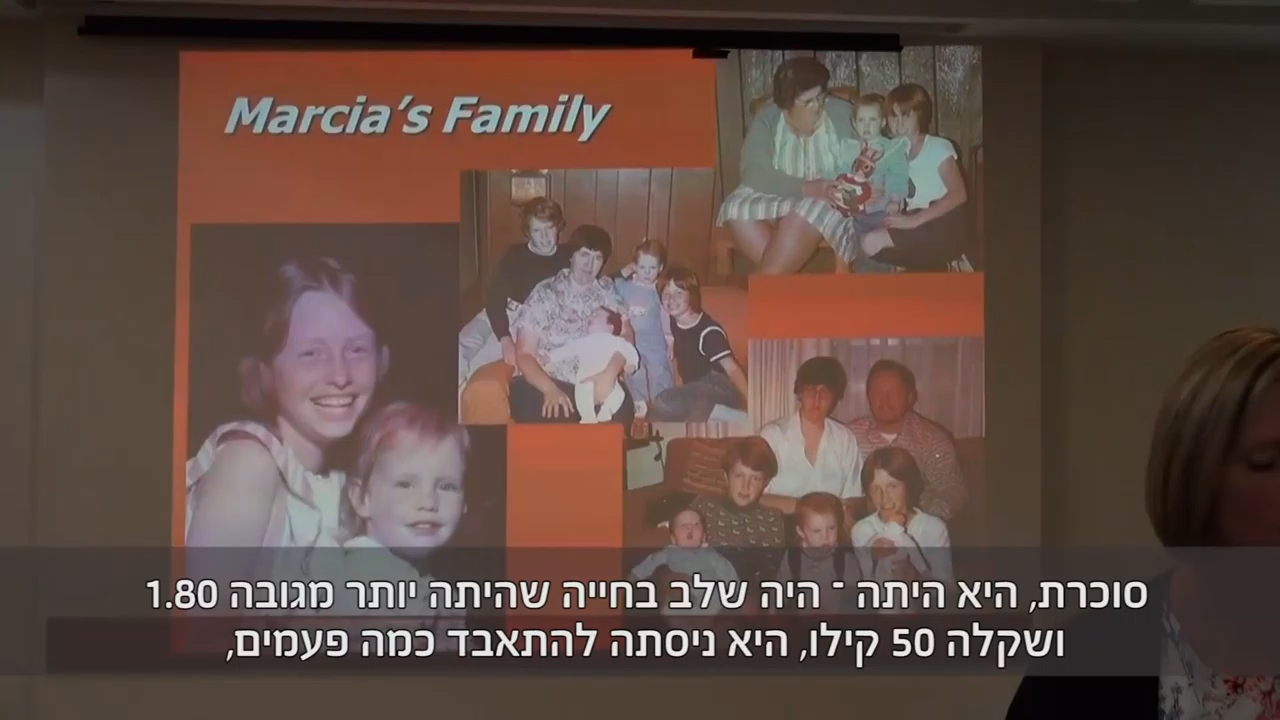 Marcia's Family
סוכרת, היא היתה - היה שלב בחייה שהיתה יותר מגובה 1.80
ושקלה 50 קילו, היא ניסתה להתאבד כמה פעמים,